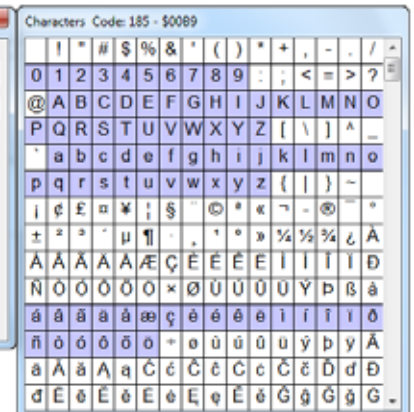 Characters Code: 185 - $00B9
! " # $ % & ' ( ) * + , - . /
0 1 2 3 4 5 6 7 8 9 : ; < = > ?
@ A B C D E F G H I J K L M N O
P Q R S T U V W X Y Z [ \ ] ^ _
` a b c d e f g h i j k l m n o
p q r s t u v w x y z { | } ~
¡ ¢ £ ¤ ¥ ¦ § ¨ © ª « ¬ - ® ¯ °
± ² ³ ´ µ ¶ · ¸ ¹ º » ¼ ½ ¾ ¿ À
Á Â Ã Ä Å Æ Ç È É Ê Ë Ì Í Î Ï Ð
Ñ Ò Ó Ô Õ Ö × Ø Ù Ú Û Ü Ý Þ ß à
á â ã ä å æ ç è é ê ë ì í î ï ð
ñ ò ó ô õ ö ÷ ø ù ú û ü ý þ ÿ Ā
ā Ă ă Ą ą Ć ć Ĉ ĉ Ċ ċ Č č Ď ď Đ
đ Ē ē Ĕ ĕ Ė ė Ę ę Ě ě Ĝ ĝ Ğ ğ Ġ